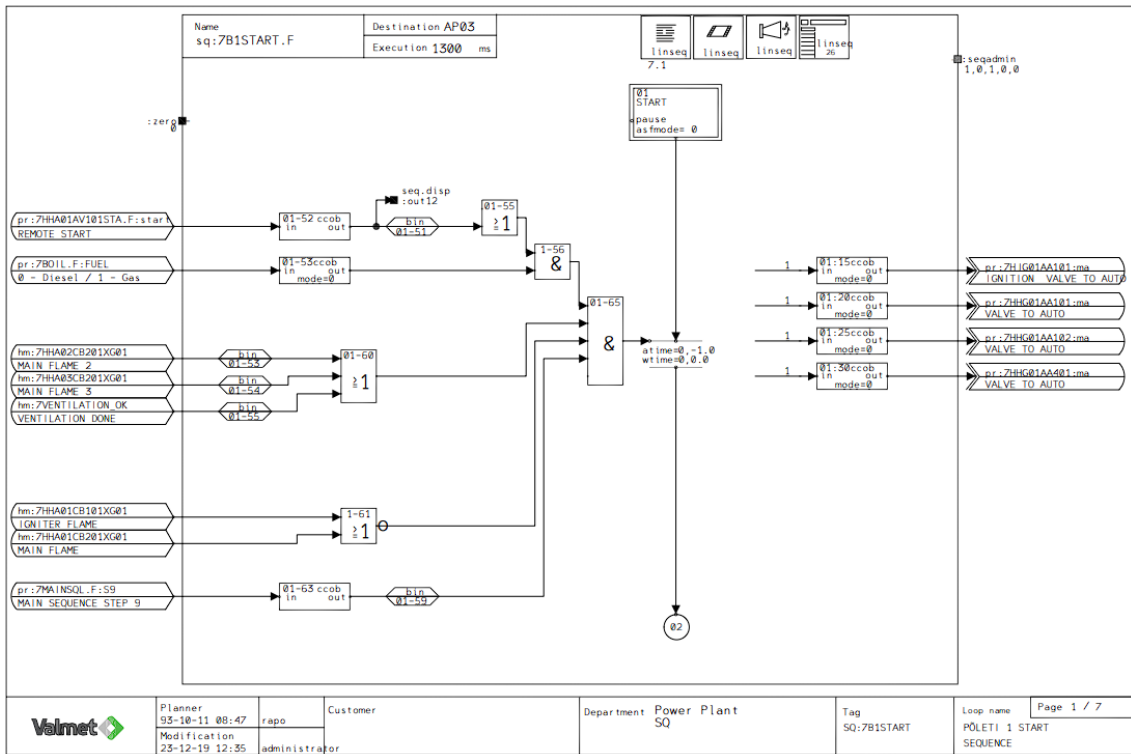 Name
sq:7B1START.F
Destination AP03
Execution 1300 ms
linseq
7.1
linseq
linseq
linseq
26
:seqadmin
1,0,1,0,0
01
START
pause
asfmode= 0
:zero
0
seq.disp
:out12
pr:7HHA01AV101STA.F:start
REMOTE START
01-52 ccob
in out
bin
01-51
01-55
≥1
pr:7BOIL.F:FUEL
0 - Diesel / 1 - Gas
01-53ccob
in out
mode=0
1-56
&
01-65
&
hm:7HHA02CB201XG01
MAIN FLAME 2
bin
01-53
hm:7HHA03CB201XG01
MAIN FLAME 3
bin
01-54
hm:7VENTILATION_OK
VENTILATION DONE
bin
01-55
01-60
≥1
atime=0,-1.0
wtime=0,0.0
1
01:15ccob
in out
mode=0
pr:7HJG01AA101:ma
IGNITION VALVE TO AUTO
1
01:20ccob
in out
mode=0
pr:7HHG01AA101:ma
VALVE TO AUTO
1
01:25ccob
in out
mode=0
pr:7HHG01AA102:ma
VALVE TO AUTO
1
01:30ccob
in out
mode=0
pr:7HHG01AA401:ma
VALVE TO AUTO
hm:7HHA01CB101XG01
IGNITER FLAME
hm:7HHA01CB201XG01
MAIN FLAME
1-61
≥1
pr:7MAINSQL.F:S9
MAIN SEQUENCE STEP 9
01-63 ccob
in out
bin
01-59
02
Valmet
Planner
93-10-11 08:47 rapo
Modification
23-12-19 12:35 administrator
Customer
Department Power Plant
SQ
Tag
SQ:7B1START
Loop name
PÕLETI 1 START
SEQUENCE
Page 1 / 7